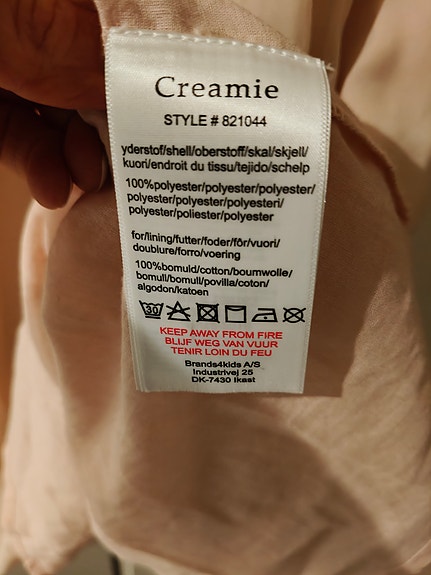 Creamie
STYLE # 821044
yderstof/shell/oberstoff/skal/skjell/
kuori/endroit du tissu/tejido/schelp
100%polyester/polyester/polyester/
polyester/polyester/polyesteri/
polyester/poliester/polyester
for/lining/futter/foder/fôr/vuori/
doublure/forro/voering
100%bomuld/cotton/boumwolle/
bomull/bomull/povilla/coton/
algodon/katoen
30
KEEP AWAY FROM FIRE
BLIJF WEG VAN VUUR
TENIR LOIN DU FEU
Brands4kids A/S
Industrivej 25
DK-7430 Ikast